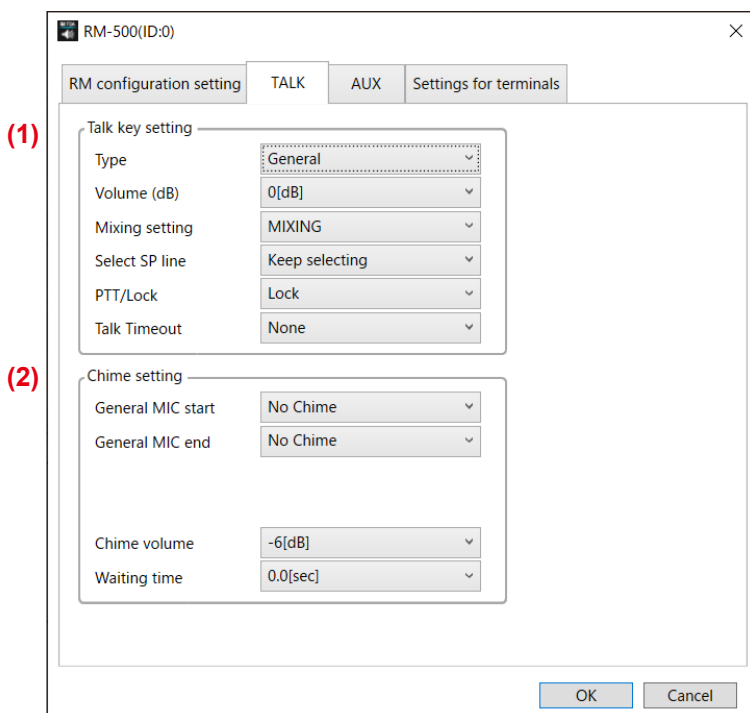 RM-500(ID:0)
RM configuration setting TALK AUX Settings for terminals
(1)
Talk key setting
Type General
Volume (dB) 0[dB]
Mixing setting MIXING
Select SP line Keep selecting
PTT/Lock Lock
Talk Timeout None
(2)
Chime setting
General MIC start No Chime
General MIC end No Chime
Chime volume -6[dB]
Waiting time 0.0[sec]
OK Cancel